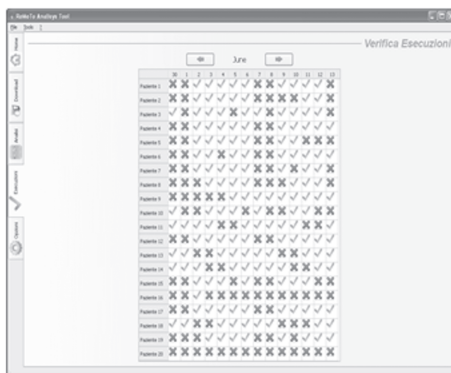 ReMoTe Analisys Tool
File Tools ?
Verifica Esecuzioni
June
Home
Download
Analisi
Esecuzioni
Opzioni
30 1 2 3 4 5 6 7 8 9 10 11 12 13
Paziente 1
Paziente 2
Paziente 3
Paziente 4
Paziente 5
Paziente 6
Paziente 7
Paziente 8
Paziente 9
Paziente 10
Paziente 11
Paziente 12
Paziente 13
Paziente 14
Paziente 15
Paziente 16
Paziente 17
Paziente 18
Paziente 19
Paziente 20